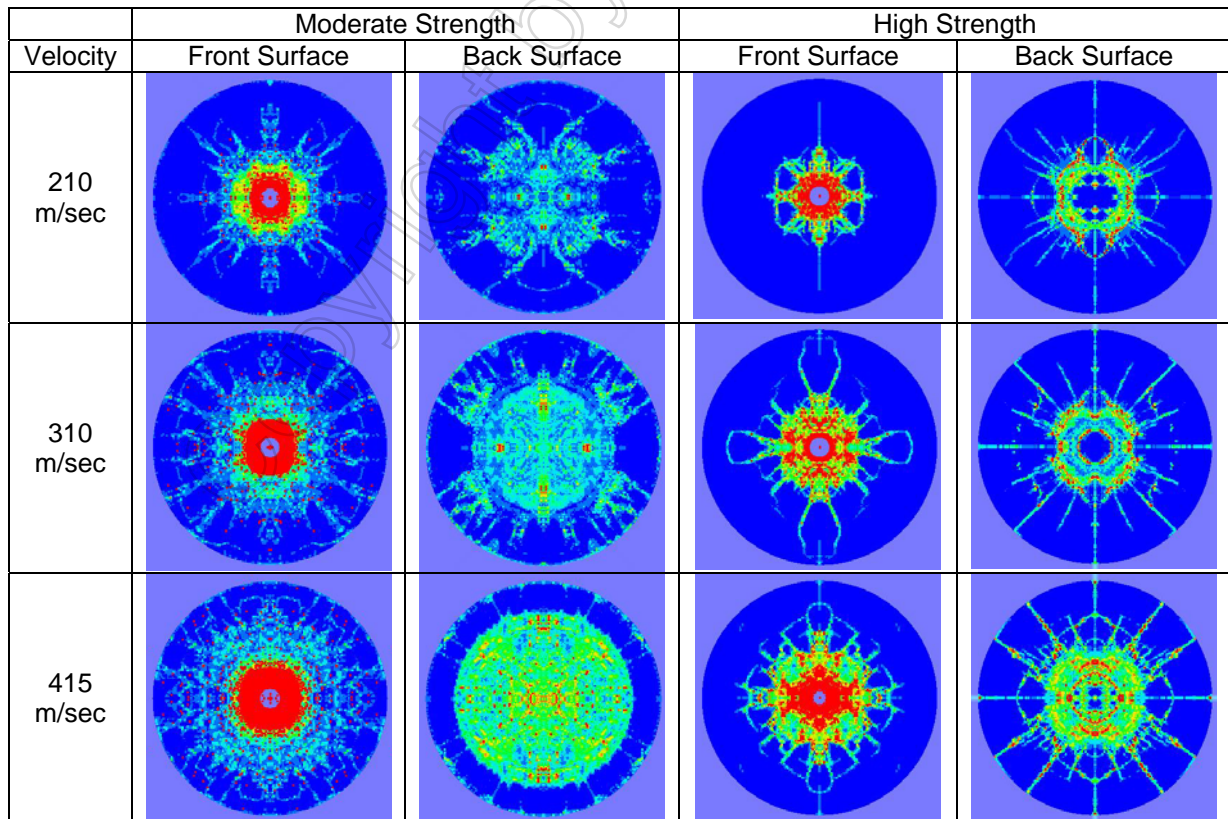 Moderate Strength High Strength
Velocity Front Surface Back Surface Front Surface Back Surface
210
m/sec
310
m/sec
415
m/sec